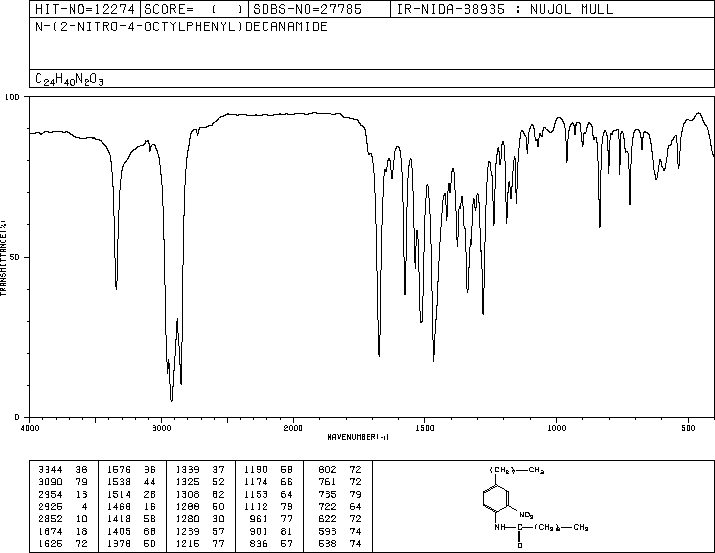 HIT-NO=12274 SCORE= ( ) SDBS-NO=27785 IR-NIDA-38935 : NUJOL MULL
N-(2-NITRO-4-OCTYLPHENYL)DECANAMIDE
C24H40N2O3
100
50
0
TRANSMITTANCE(%)
4000 3000 2000 1500 1000 500
WAVENUMBER(-1)
3344 38 1576 36 1339 37 1190 58 802 72
3090 79 1538 44 1325 52 1174 66 761 72
2954 13 1514 28 1308 62 1153 64 735 79
2925 4 1468 16 1288 50 1112 79 722 64
2852 10 1418 58 1280 30 961 77 622 72
1674 18 1405 68 1239 57 901 81 593 74
1625 72 1378 50 1215 77 836 57 538 74
CH3
NO2
NH C CH3
O